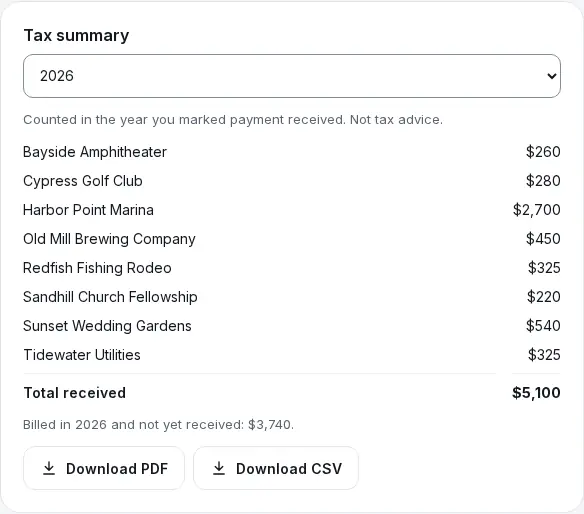 Tax summary
2026
Counted in the year you marked payment received. Not tax advice.
Bayside Amphitheater $260
Cypress Golf Club $280
Harbor Point Marina $2,700
Old Mill Brewing Company $450
Redfish Fishing Rodeo $325
Sandhill Church Fellowship $220
Sunset Wedding Gardens $540
Tidewater Utilities $325
Total received $5,100
Billed in 2026 and not yet received: $3,740.
Download PDF Download CSV